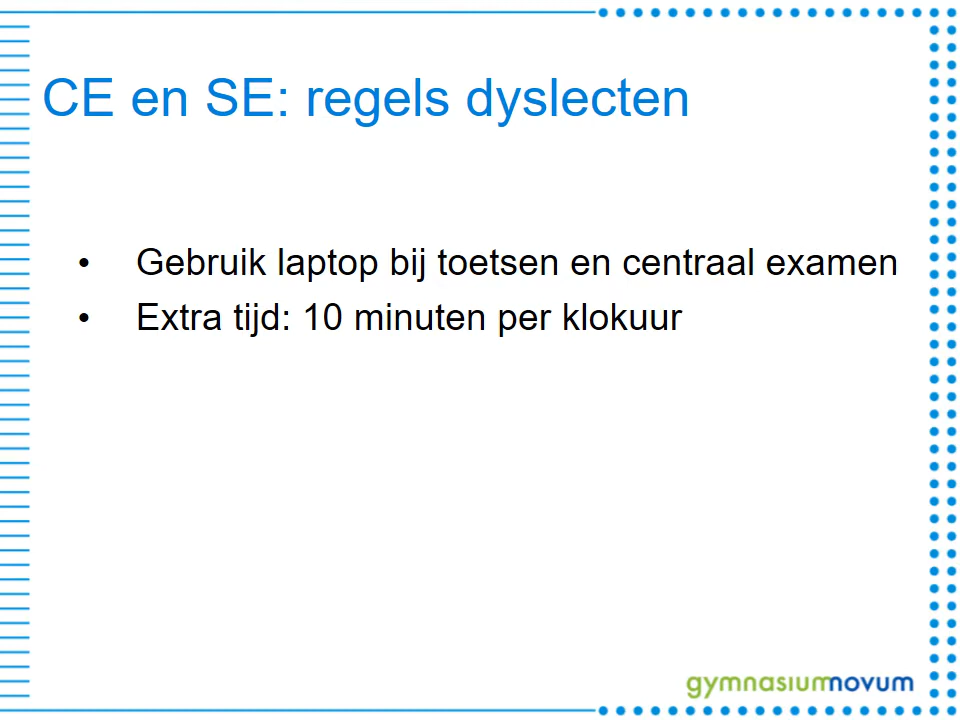 CE en SE: regels dyslecten
• Gebruik laptop bij toetsen en centraal examen
• Extra tijd: 10 minuten per klokuur
gymnasiumnovum